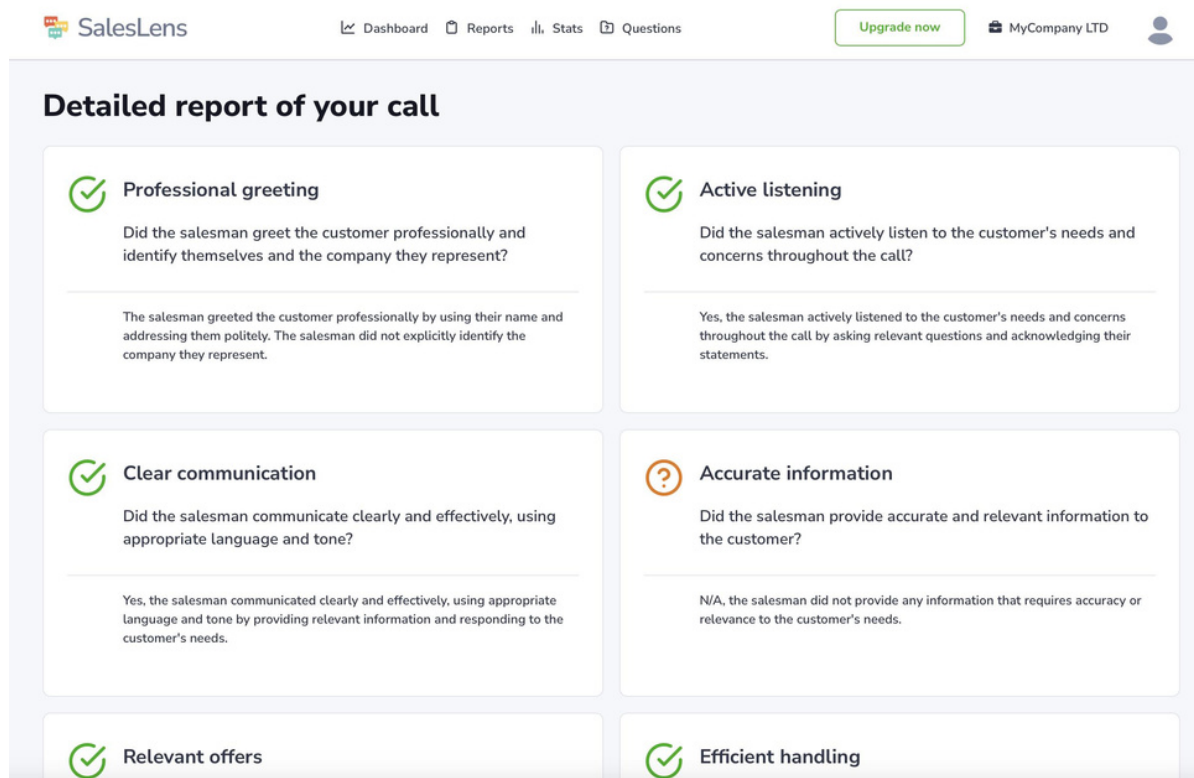 SalesLens
Dashboard
Reports
Stats
Questions
Upgrade now
MyCompany LTD
Detailed report of your call
Professional greeting
Did the salesman greet the customer professionally and
identify themselves and the company they represent?
The salesman greeted the customer professionally by using their name and
addressing them politely. The salesman did not explicitly identify the
company they represent.
Active listening
Did the salesman actively listen to the customer's needs and
concerns throughout the call?
Yes, the salesman actively listened to the customer's needs and concerns
throughout the call by asking relevant questions and acknowledging their
statements.
Clear communication
Did the salesman communicate clearly and effectively, using
appropriate language and tone?
Yes, the salesman communicated clearly and effectively, using appropriate
language and tone by providing relevant information and responding to the
customer's needs.
Accurate information
Did the salesman provide accurate and relevant information to
the customer?
N/A, the salesman did not provide any information that requires accuracy or
relevance to the customer's needs.
Relevant offers
Efficient handling